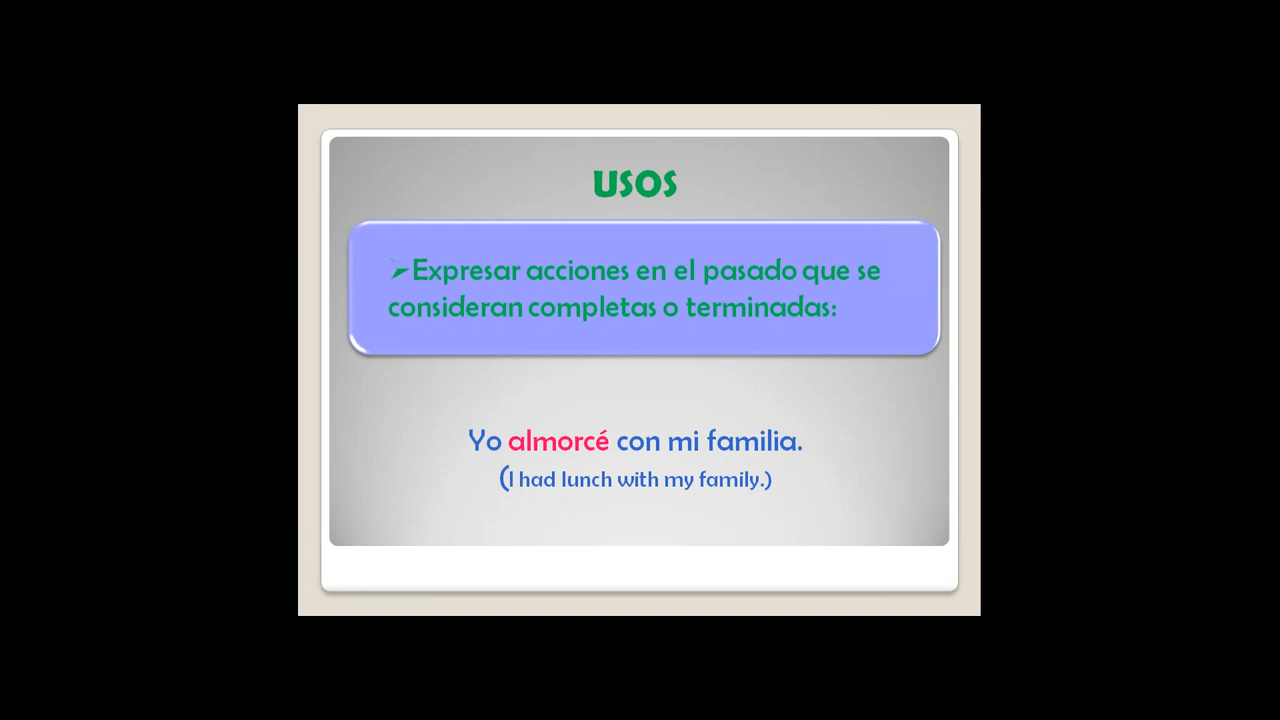 USOS
➢Expresar acciones en el pasado que se
consideran completas o terminadas:
Yo almorcé con mi familia.
(I had lunch with my family.)